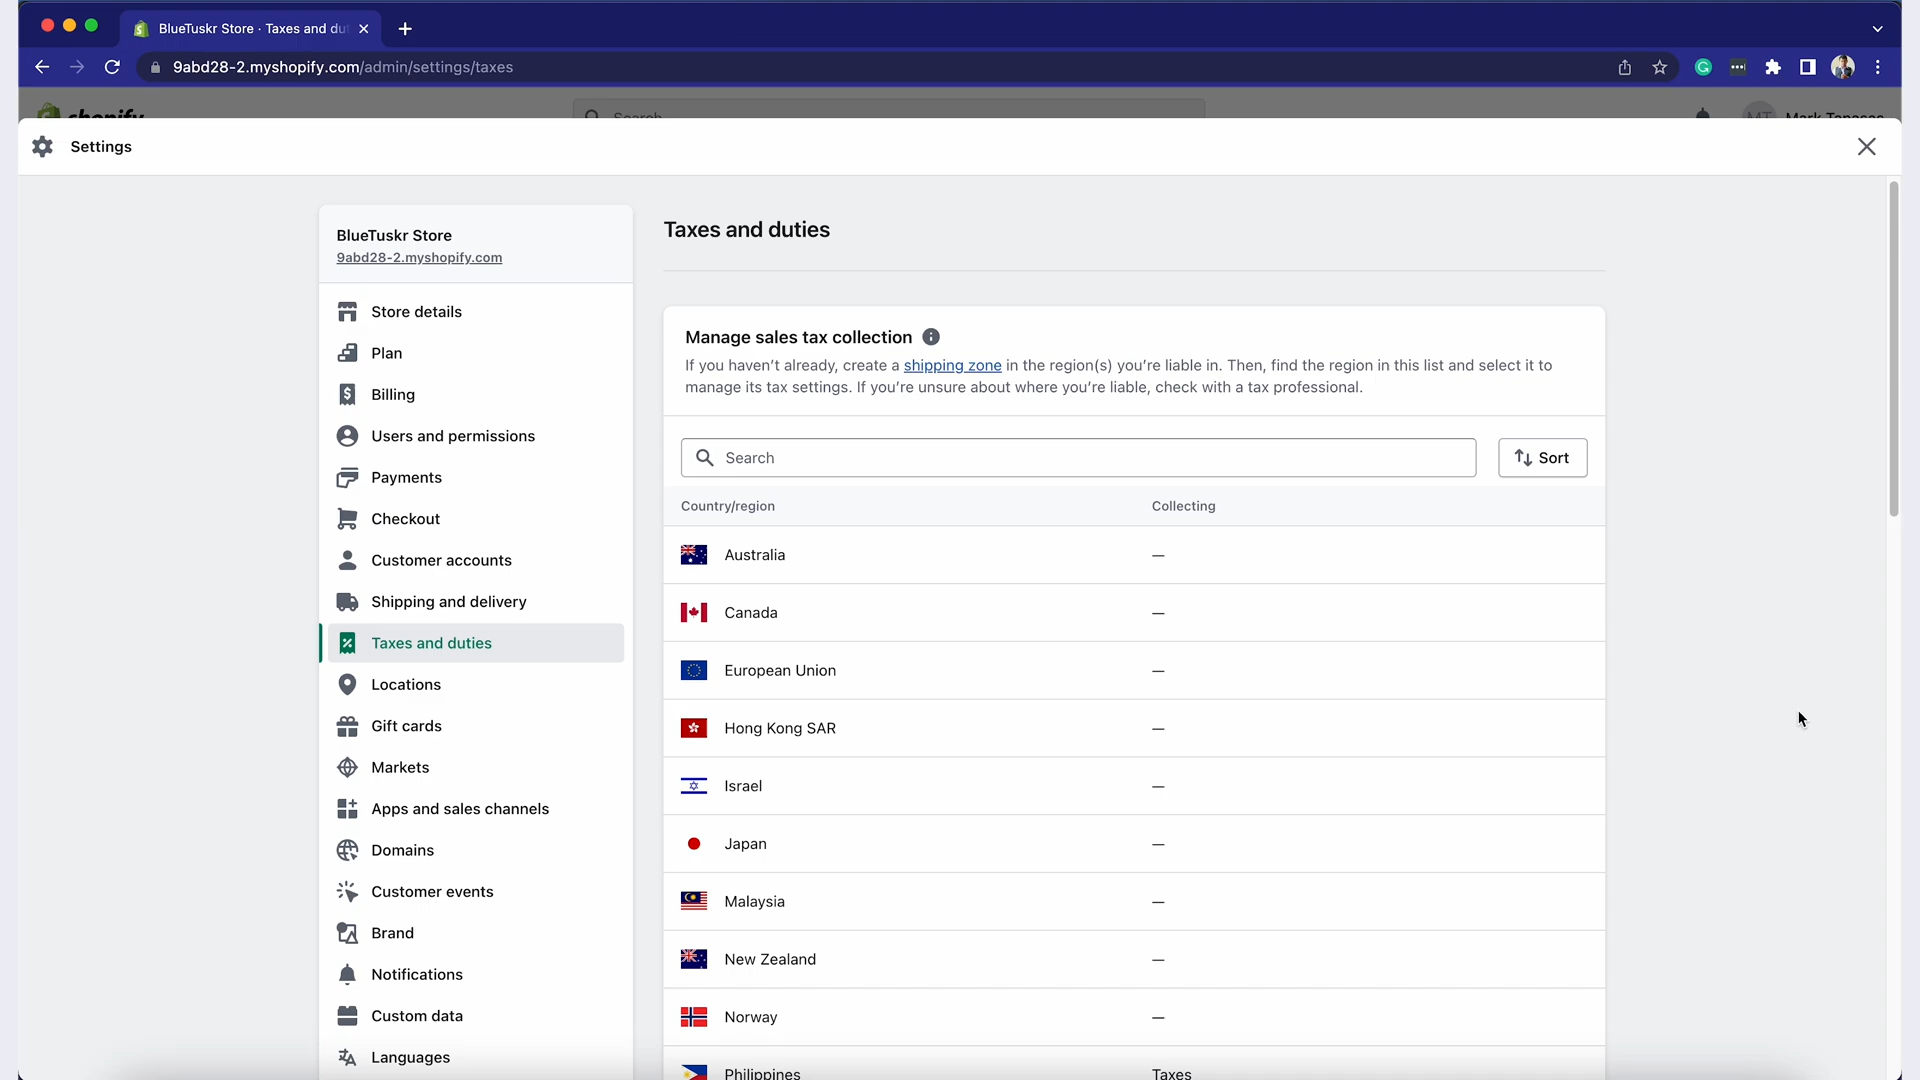 BlueTuskr Store · Taxes and du
9abd28-2.myshopify.com/admin/settings/taxes
shopify
Search
MT
Settings
BlueTuskr Store
9abd28-2.myshopify.com
Store details
Plan
Billing
Users and permissions
Payments
Checkout
Customer accounts
Shipping and delivery
Taxes and duties
Locations
Gift cards
Markets
Apps and sales channels
Domains
Customer events
Brand
Notifications
Custom data
Languages
Taxes and duties
Manage sales tax collection
If you haven’t already, create a shipping zone in the region(s) you’re liable in. Then, find the region in this list and select it to
manage its tax settings. If you’re unsure about where you’re liable, check with a tax professional.
Search
Sort
Country/region Collecting
Australia —
Canada —
European Union —
Hong Kong SAR —
Israel —
Japan —
Malaysia —
New Zealand —
Norway —
Philippines Taxes